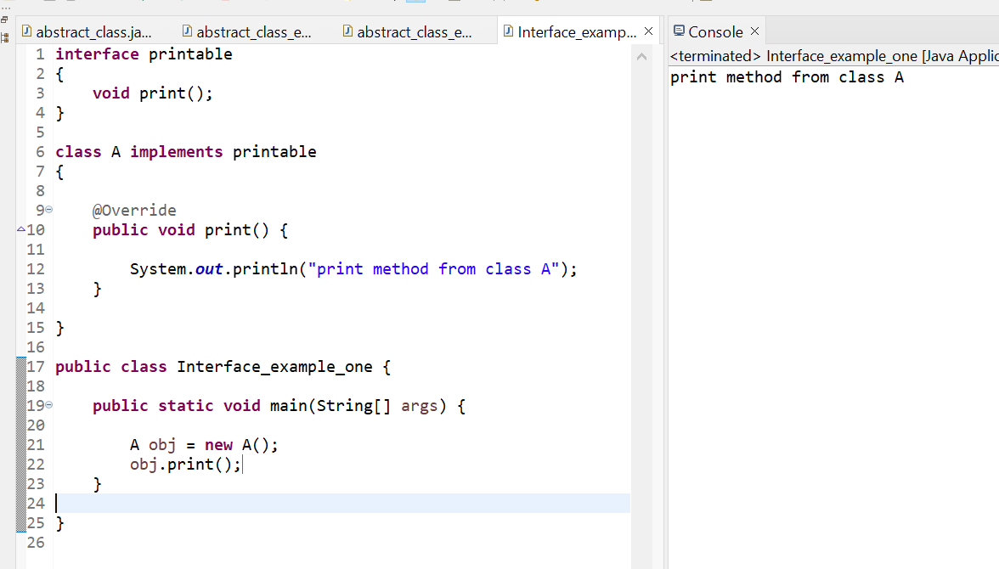 abstract_class.ja...
abstract_class_e...
abstract_class_e...
Interface_examp...
1 interface printable
2 {
3     void print();
4 }
5
6 class A implements printable
7 {
8
9     @Override
10     public void print() {
11
12         System.out.println("print method from class A");
13     }
14
15 }
16
17 public class Interface_example_one {
18
19     public static void main(String[] args) {
20
21         A obj = new A();
22         obj.print();
23     }
24
25 }
26
Console
<terminated> Interface_example_one [Java Applic
print method from class A